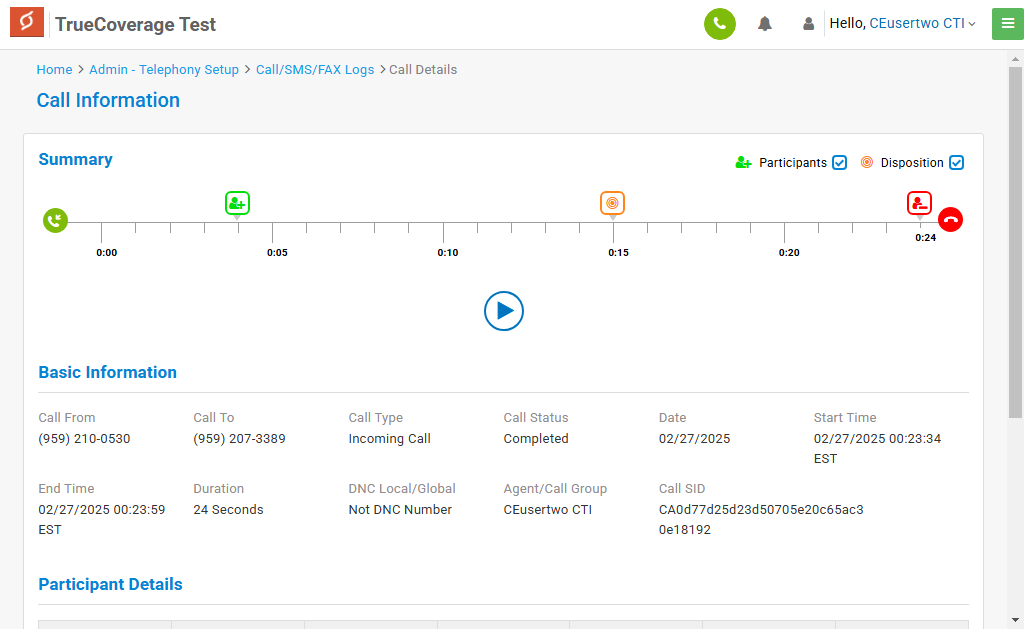 TrueCoverage Test
Hello, CEusertwo CTI
Home > Admin - Telephony Setup > Call/SMS/FAX Logs > Call Details
Call Information
Summary
Participants
Disposition
0:00
0:05
0:10
0:15
0:20
0:24
Basic Information
Call From
Call To
Call Type
Call Status
Date
Start Time
(959) 210-0530
(959) 207-3389
Incoming Call
Completed
02/27/2025
02/27/2025 00:23:34
EST
End Time
Duration
DNC Local/Global
Agent/Call Group
Call SID
02/27/2025 00:23:59
EST
24 Seconds
Not DNC Number
CEusertwo CTI
CA0d77d25d23d50705e20c65ac3
0e18192
Participant Details